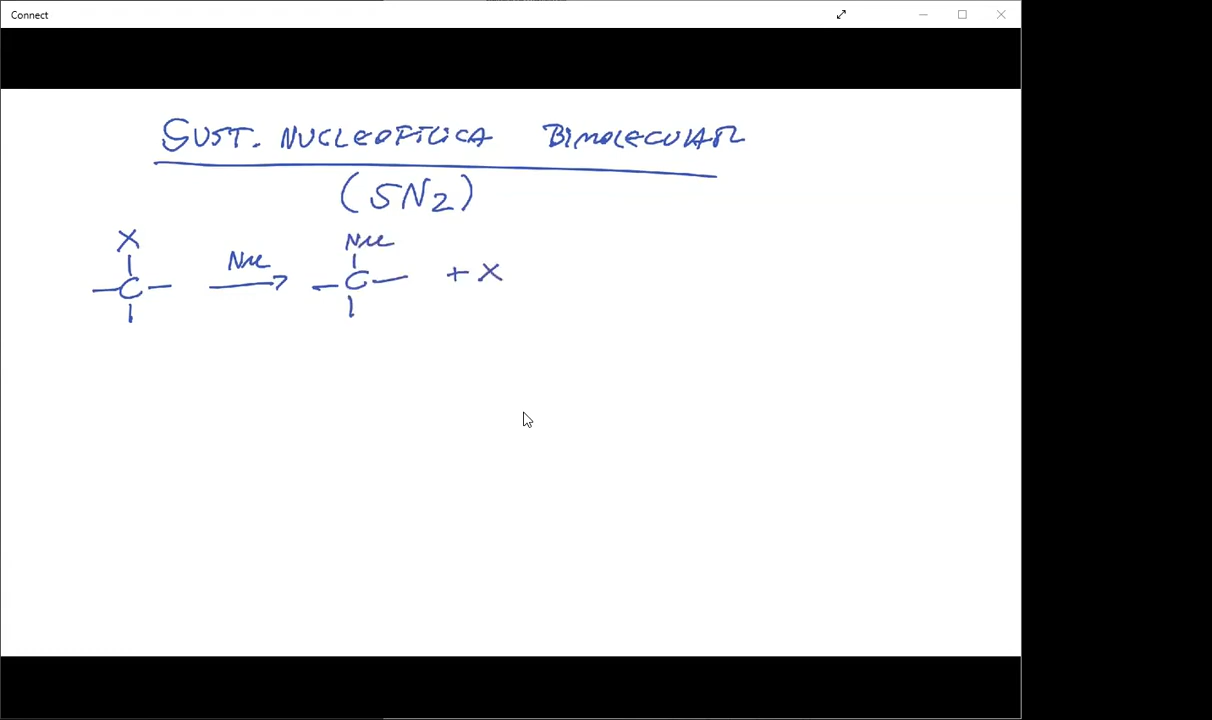 Connect
SUST. NUCLEOFILICA BIMOLECULAR
(SN2)
X Nu
Nu
C C + X